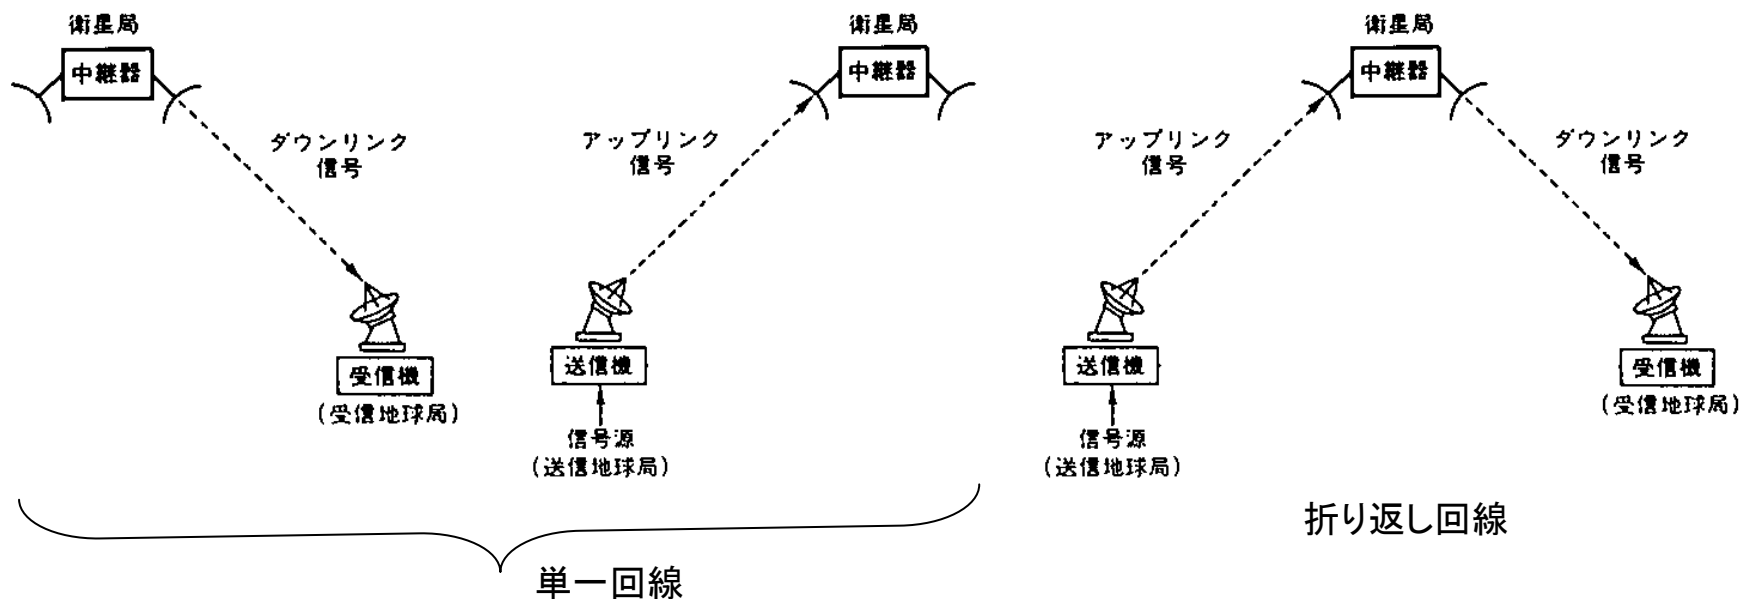 衛星局
中継器
ダウンリンク
信号
受信機
(受信地球局)
衛星局
中継器
アップリンク
信号
送信機
信号源
(送信地球局)
単一回線
衛星局
中継器
アップリンク
信号
ダウンリンク
信号
送信機
信号源
(送信地球局)
受信機
(受信地球局)
折り返し回線